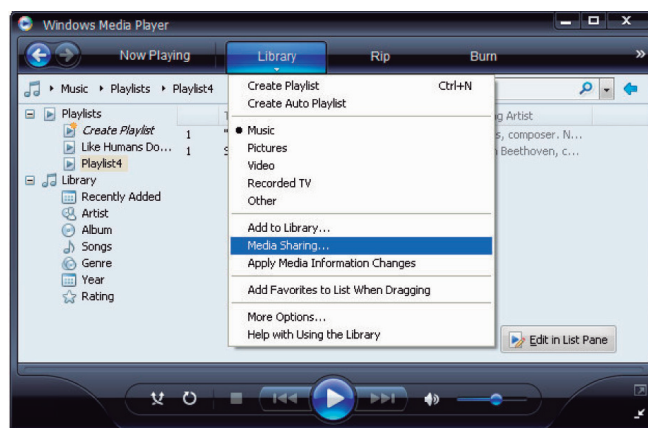 Windows Media Player
Now Playing
Library
Rip
Burn
»
Music ▸ Playlists ▸ Playlist4
Playlists
Create Playlist
Like Humans Do...
Playlist4
Library
Recently Added
Artist
Album
Songs
Genre
Year
Rating
1
1
Create Playlist Ctrl+N
Create Auto Playlist
Music
Pictures
Video
Recorded TV
Other
Add to Library...
Media Sharing...
Apply Media Information Changes
Add Favorites to List When Dragging
More Options...
Help with Using the Library
Artist
composer. N...
Beethoven, c...
Edit in List Pane